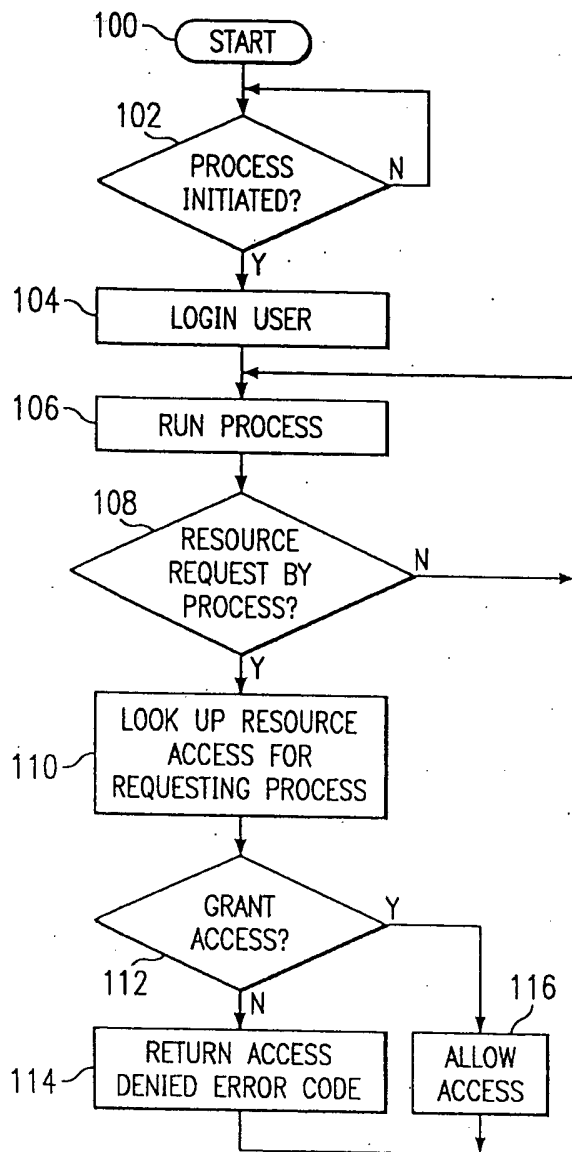 100
START
102
PROCESS
INITIATED?
N
Y
104
LOGIN USER
106
RUN PROCESS
108
RESOURCE
REQUEST BY
PROCESS?
N
Y
110
LOOK UP RESOURCE
ACCESS FOR
REQUESTING PROCESS
GRANT
ACCESS?
Y
112
N
116
114
RETURN ACCESS
DENIED ERROR CODE
ALLOW
ACCESS